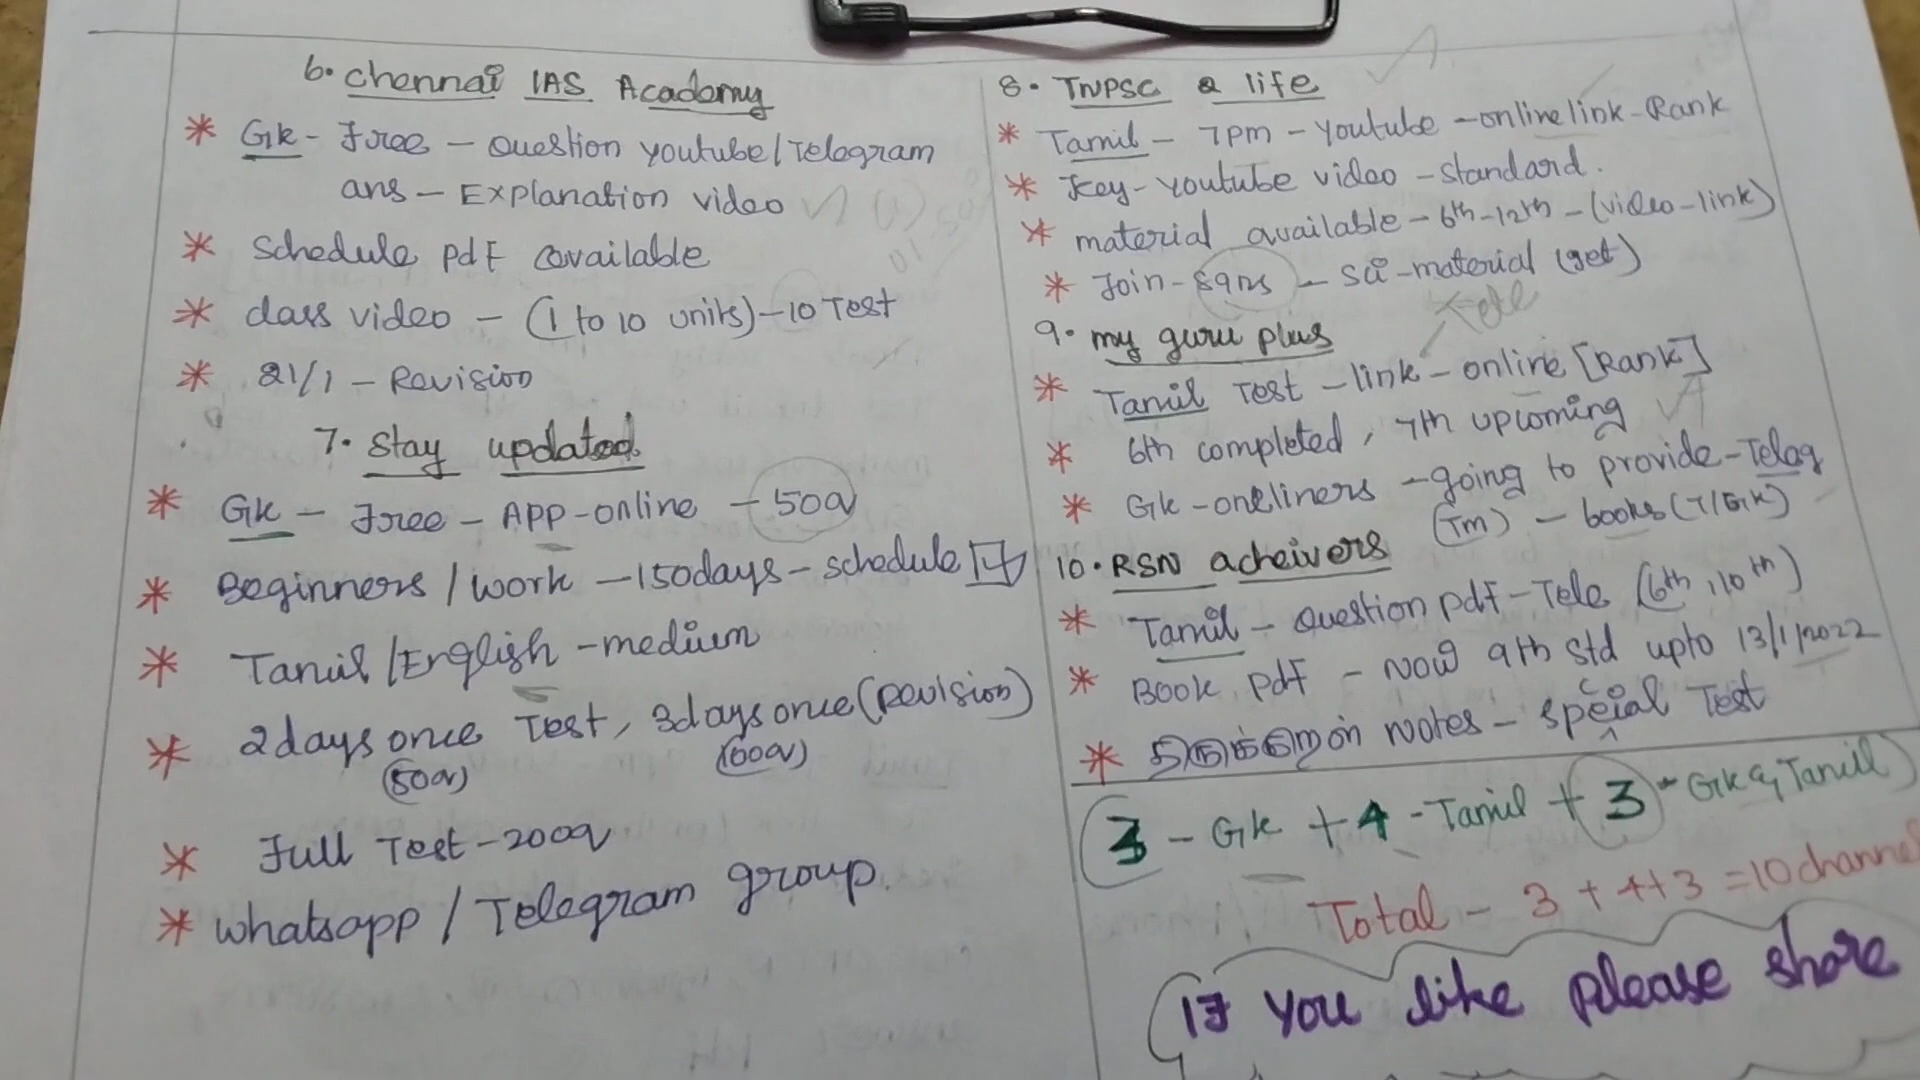 6. Chennai IAS Academy
* GK - Free - Question youtube/Telegram
ans - Explanation video
* Schedule pdf available
* class video - (1 to 10 units) - 10 Test
* 21/1 - Revision
7. Stay updated
* GK - Free - APP - online - 50Q
* Beginners / work - 150days - schedule
* Tamil / English - medium
* 2days once Test, 3days once (Revision)
(50Q) (100Q)
* Full Test - 200Q
* whatsapp / Telegram group.
8. TNPSC & life
* Tamil - 7pm - youtube - online link - Rank
* Key - youtube video - standard.
* material available - 6th - 12th - (video - link)
* Join - 89rs - sci - material (get)
Tele
9. my guru plus
* Tamil Test - link - online [Rank]
* 6th completed, 7th upcoming
* GK - oneliners - going to provide - Teleg
(Tm) - books (T/GK)
10. RSN acheivers
* Tamil - Question pdf - Tele (6th, 10th)
* Book pdf - Now 9th std upto 13/1/2022
* திருக்குறள் Notes - special Test
3 - GK + 4 - Tamil + 3 - GK & Tamil)
Total - 3 + 4 + 3 = 10 channel
If you like please share